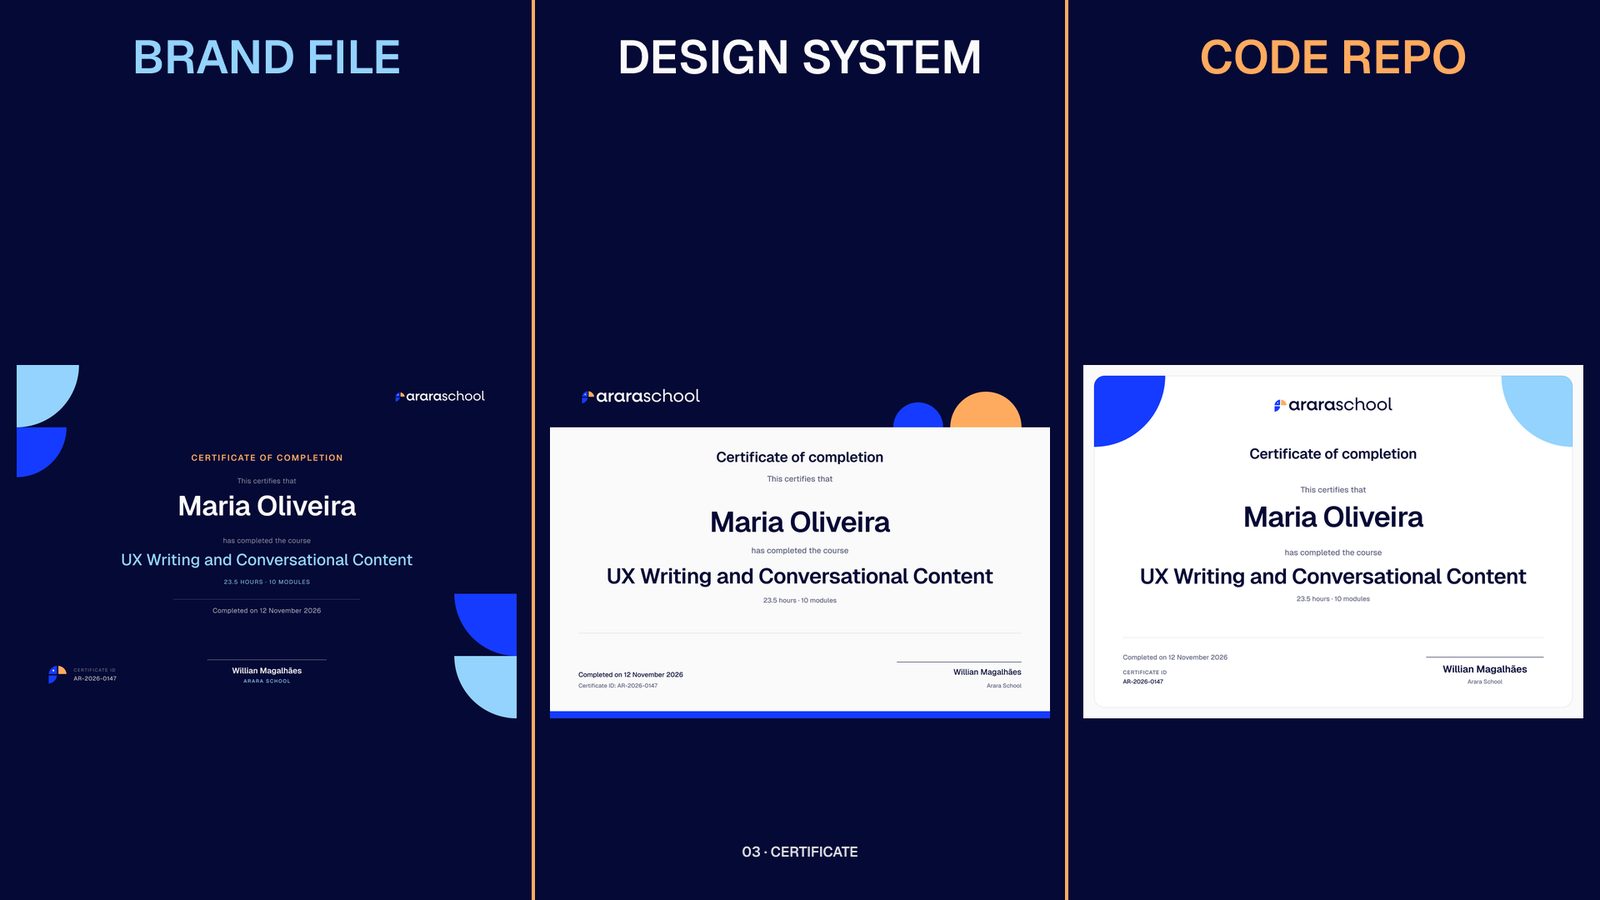 BRAND FILE
araraschool
CERTIFICATE OF COMPLETION
This certifies that
Maria Oliveira
has completed the course
UX Writing and Conversational Content
23.5 HOURS · 10 MODULES
Completed on 12 November 2026
CERTIFICATE ID
AR-2026-0147
Willian Magalhães
ARARA SCHOOL
DESIGN SYSTEM
araraschool
Certificate of completion
This certifies that
Maria Oliveira
has completed the course
UX Writing and Conversational Content
23.5 hours · 10 modules
Completed on 12 November 2026
Certificate ID: AR-2026-0147
Willian Magalhães
Arara School
03 · CERTIFICATE
CODE REPO
araraschool
Certificate of completion
This certifies that
Maria Oliveira
has completed the course
UX Writing and Conversational Content
23.5 hours · 10 modules
Completed on 12 November 2026
CERTIFICATE ID
AR-2026-0147
Willian Magalhães
Arara School